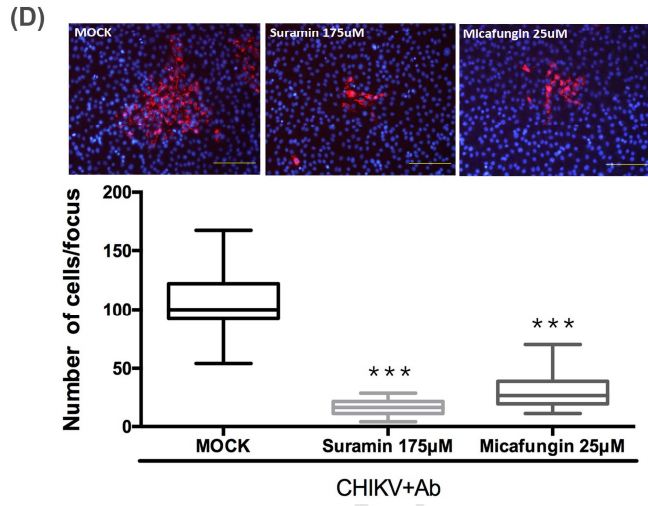 (D)
MOCK
Suramin 175uM
Micafungin 25uM
Number of cells/focus
200
150
100
50
0
***
***
MOCK
Suramin 175μM
Micafungin 25μM
CHIKV+Ab